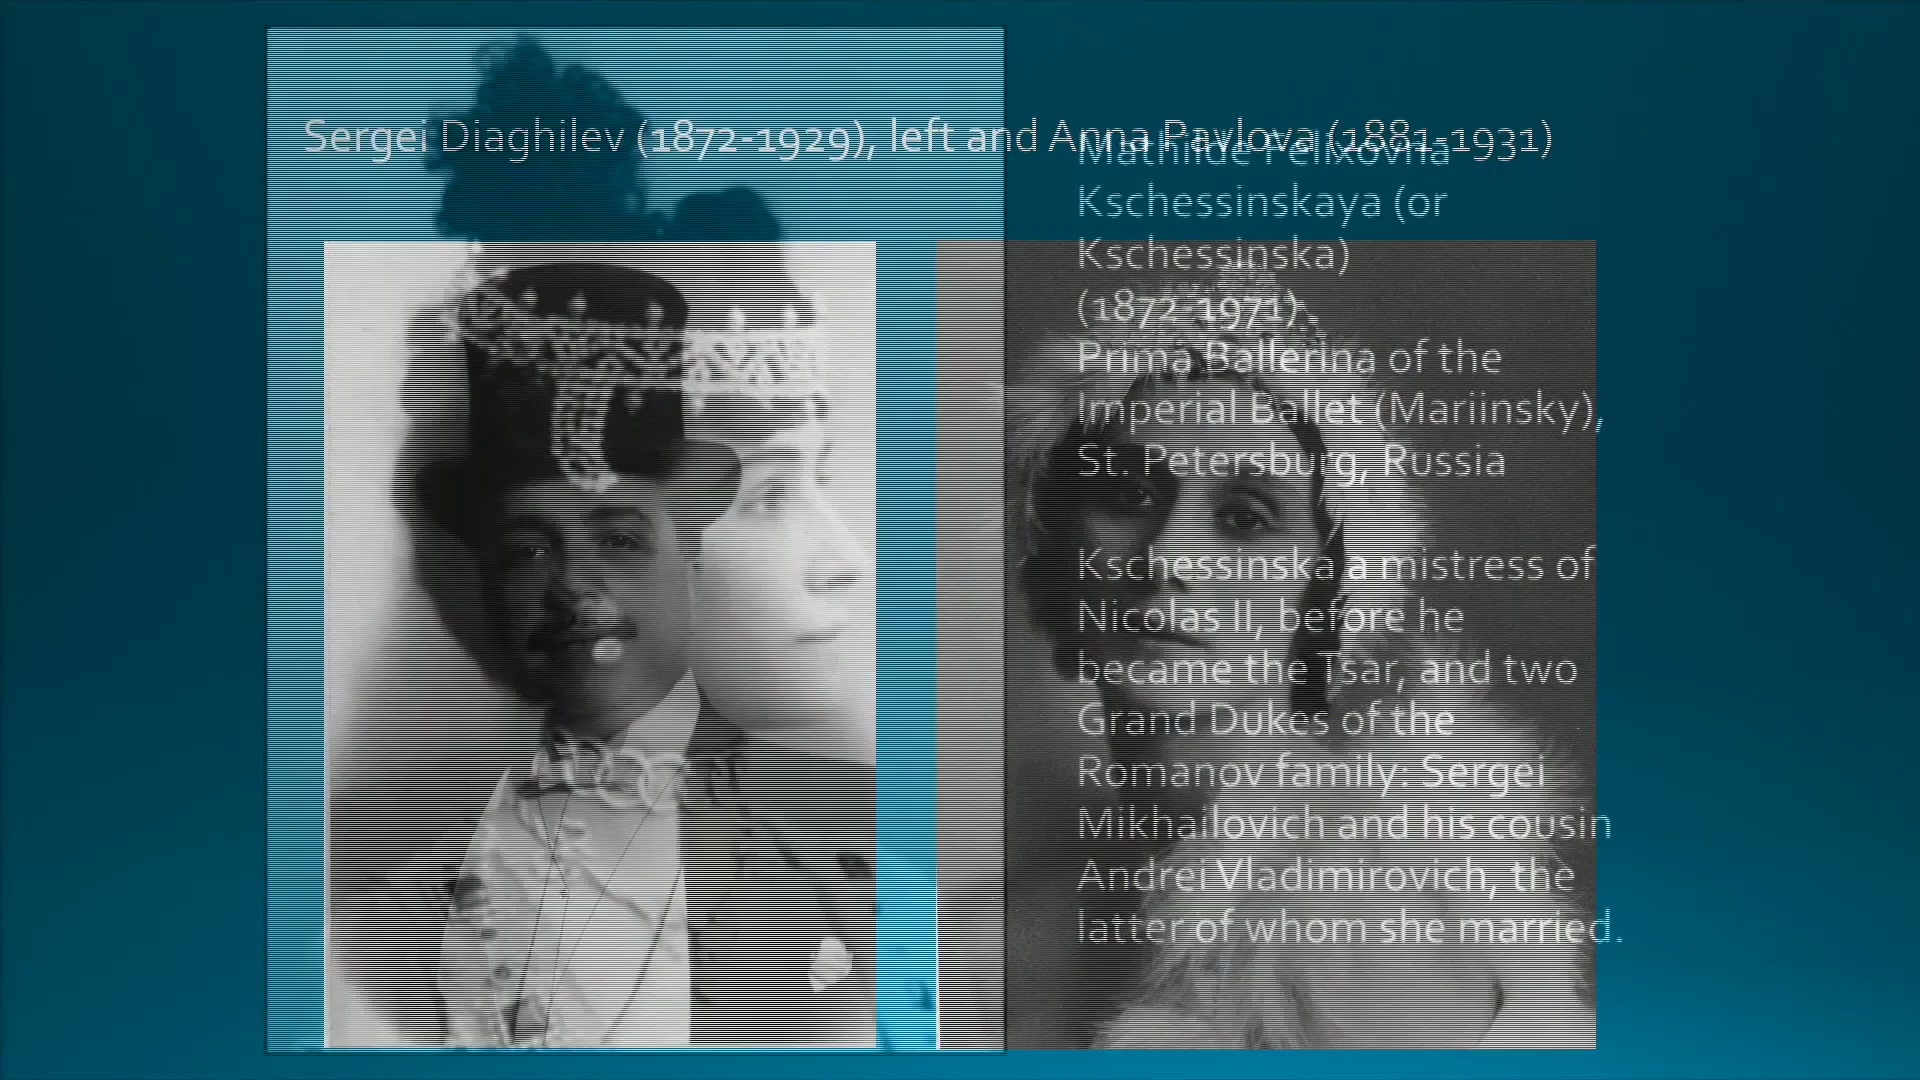 Sergei Diaghilev (1872-1929), left and Anna Pavlova (1881-1931)
Mathilde Felixovna
Kschessinskaya (or
Kschessinska)
(1872-1971),
Prima Ballerina of the
Imperial Ballet (Mariinsky),
St. Petersburg, Russia
Kschessinska a mistress of
Nicolas II, before he
became the Tsar, and two
Grand Dukes of the
Romanov family: Sergei
Mikhailovich and his cousin
Andrei Vladimirovich, the
latter of whom she married.